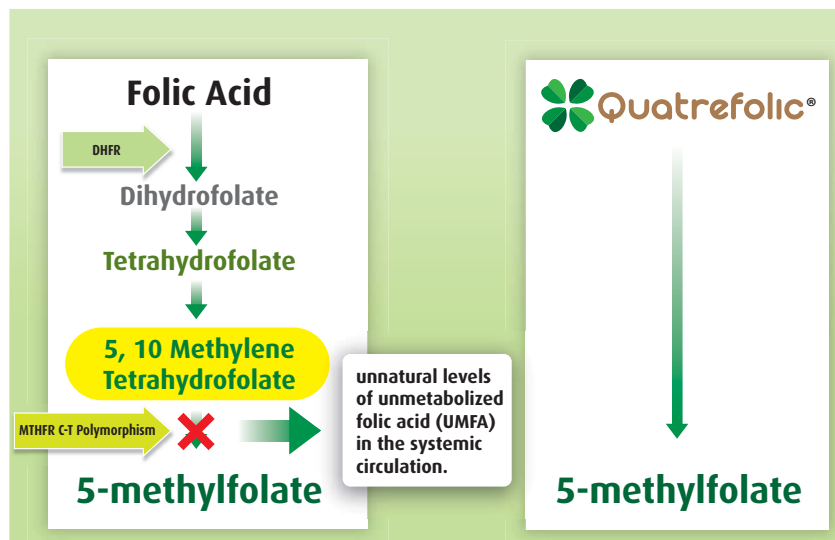 Folic Acid
DHFR
Dihydrofolate
Tetrahydrofolate
5, 10 Methylene
Tetrahydrofolate
MTHFR C-T Polymorphism
unnatural levels
of unmetabolized
folic acid (UMFA)
in the systemic
circulation.
5-methylfolate
Quatrefolic®
5-methylfolate